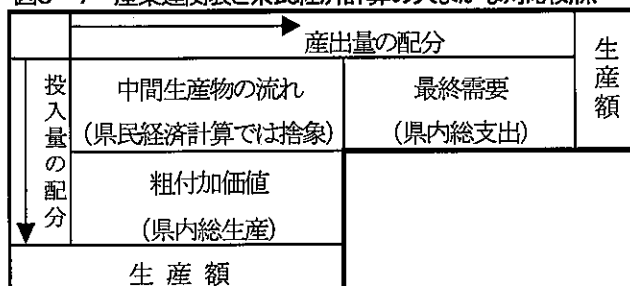 産出量の配分
生産額
投入量の配分
中間生産物の流れ
(県民経済計算では捨象)
最終需要
(県内総支出)
粗付加価値
(県内総生産)
生産額